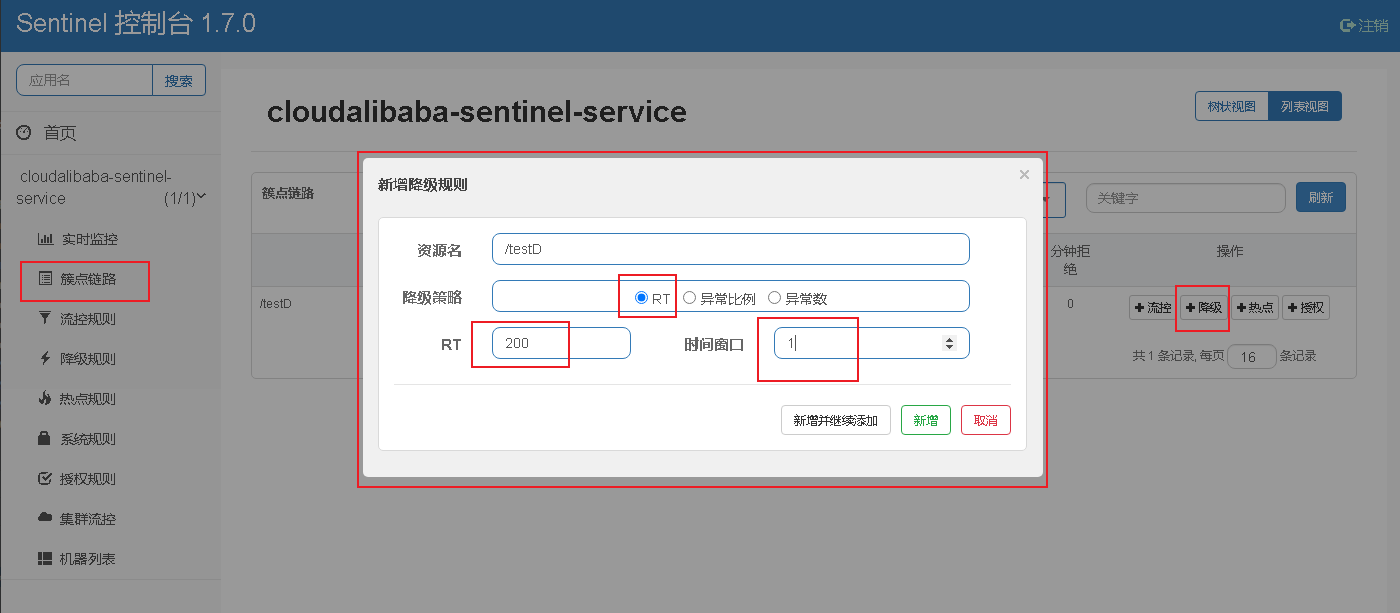 Sentinel 控制台 1.7.0
注销
应用名
搜索
首页
cloudalibaba-sentinel-
service
(1/1)
实时监控
簇点链路
流控规则
降级规则
热点规则
系统规则
授权规则
集群流控
机器列表
cloudalibaba-sentinel-service
树状视图
列表视图
簇点链路
关键字
刷新
分钟拒
绝
操作
/testD
0
流控
降级
热点
授权
共 1 条记录, 每页
16
条记录
新增降级规则
×
资源名
/testD
降级策略
RT
异常比例
异常数
RT
200
时间窗口
1
新增并继续添加
新增
取消